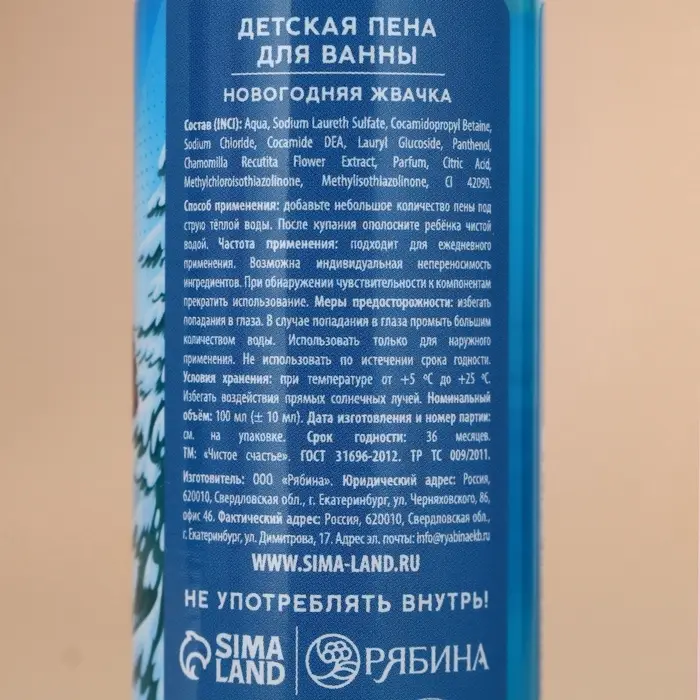 ДЕТСКАЯ ПЕНА
ДЛЯ ВАННЫ
НОВОГОДНЯЯ ЖВАЧКА
Состав (INCI): Aqua, Sodium Laureth Sulfate, Cocamidopropyl Betaine,
Sodium Chloride, Cocamide DEA, Lauryl Glucoside, Panthenol,
Chamomilla Recutita Flower Extract, Parfum, Citric Acid,
Methylchloroisothiazolinone, Methylisothiazolinone, CI 42090.
Способ применения: добавьте небольшое количество пены под
струю тёплой воды. После купания ополосните ребёнка чистой
водой. Частота применения: подходит для ежедневного
применения. Возможна индивидуальная непереносимость
ингредиентов. При обнаружении чувствительности к компонентам
прекратить использование. Меры предосторожности: избегать
попадания в глаза. В случае попадания в глаза промыть большим
количеством воды. Использовать только для наружного
применения. Не использовать по истечении срока годности.
Условия хранения: при температуре от +5 °C до +25 °C.
Избегать воздействия прямых солнечных лучей. Номинальный
объём: 100 мл (± 10 мл). Дата изготовления и номер партии:
см. на упаковке. Срок годности: 36 месяцев.
ТМ: «Чистое счастье». ГОСТ 31696-2012. ТР ТС 009/2011.
Изготовитель: ООО «Рябина». Юридический адрес: Россия,
620010, Свердловская обл., г. Екатеринбург, ул. Черняховского, 86,
офис 46. Фактический адрес: Россия, 620010, Свердловская обл.,
г. Екатеринбург, ул. Димитрова, 17. Адрес эл. почты: info@ryabinaekb.ru
WWW.SIMA-LAND.RU
НЕ УПОТРЕБЛЯТЬ ВНУТРЬ!
SIMA LAND РЯБИНА